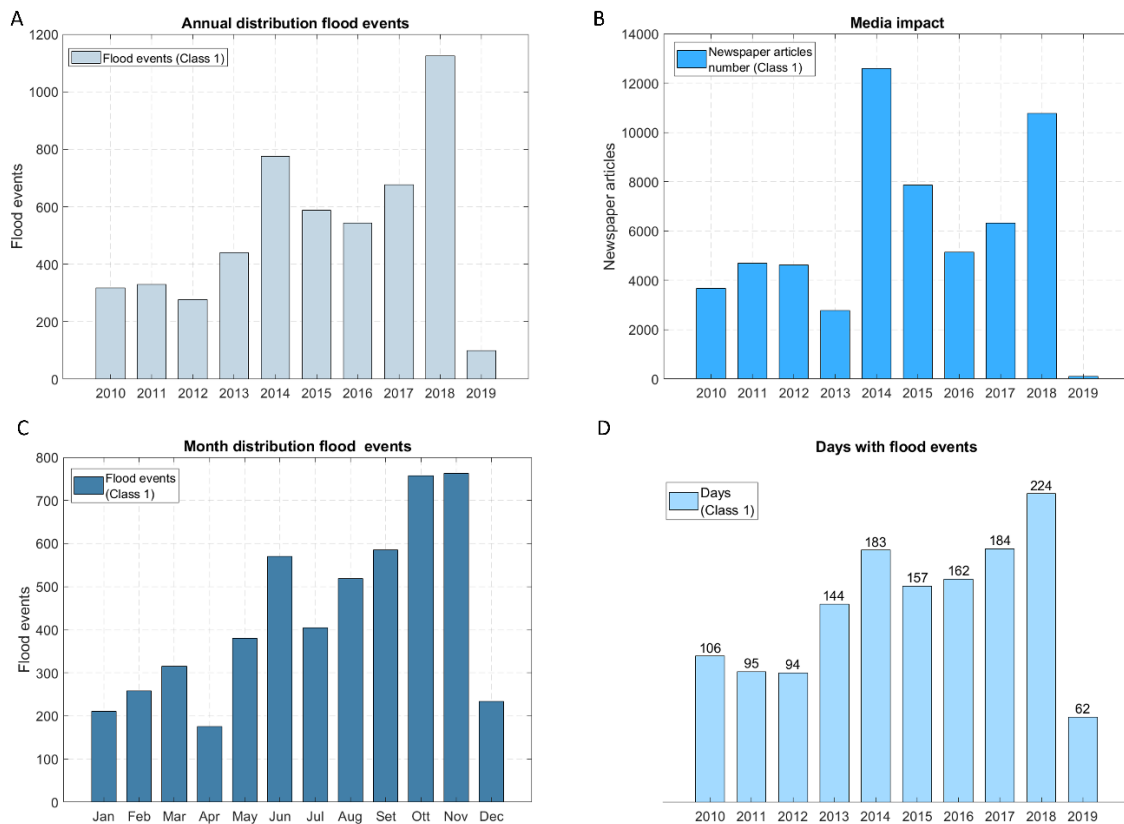 A
Annual distribution flood events
Flood events (Class 1)
Flood events
1200
1000
800
600
400
200
0
2010 2011 2012 2013 2014 2015 2016 2017 2018 2019
B
Media impact
Newspaper articles
number (Class 1)
Newspaper articles
14000
12000
10000
8000
6000
4000
2000
0
2010 2011 2012 2013 2014 2015 2016 2017 2018 2019
C
Month distribution flood events
Flood events
(Class 1)
Flood events
800
700
600
500
400
300
200
100
0
Jan Feb Mar Apr May Jun Jul Aug Set Ott Nov Dec
D
Days with flood events
Days
(Class 1)
106 95 94 144 183 157 162 184 224 62
2010 2011 2012 2013 2014 2015 2016 2017 2018 2019